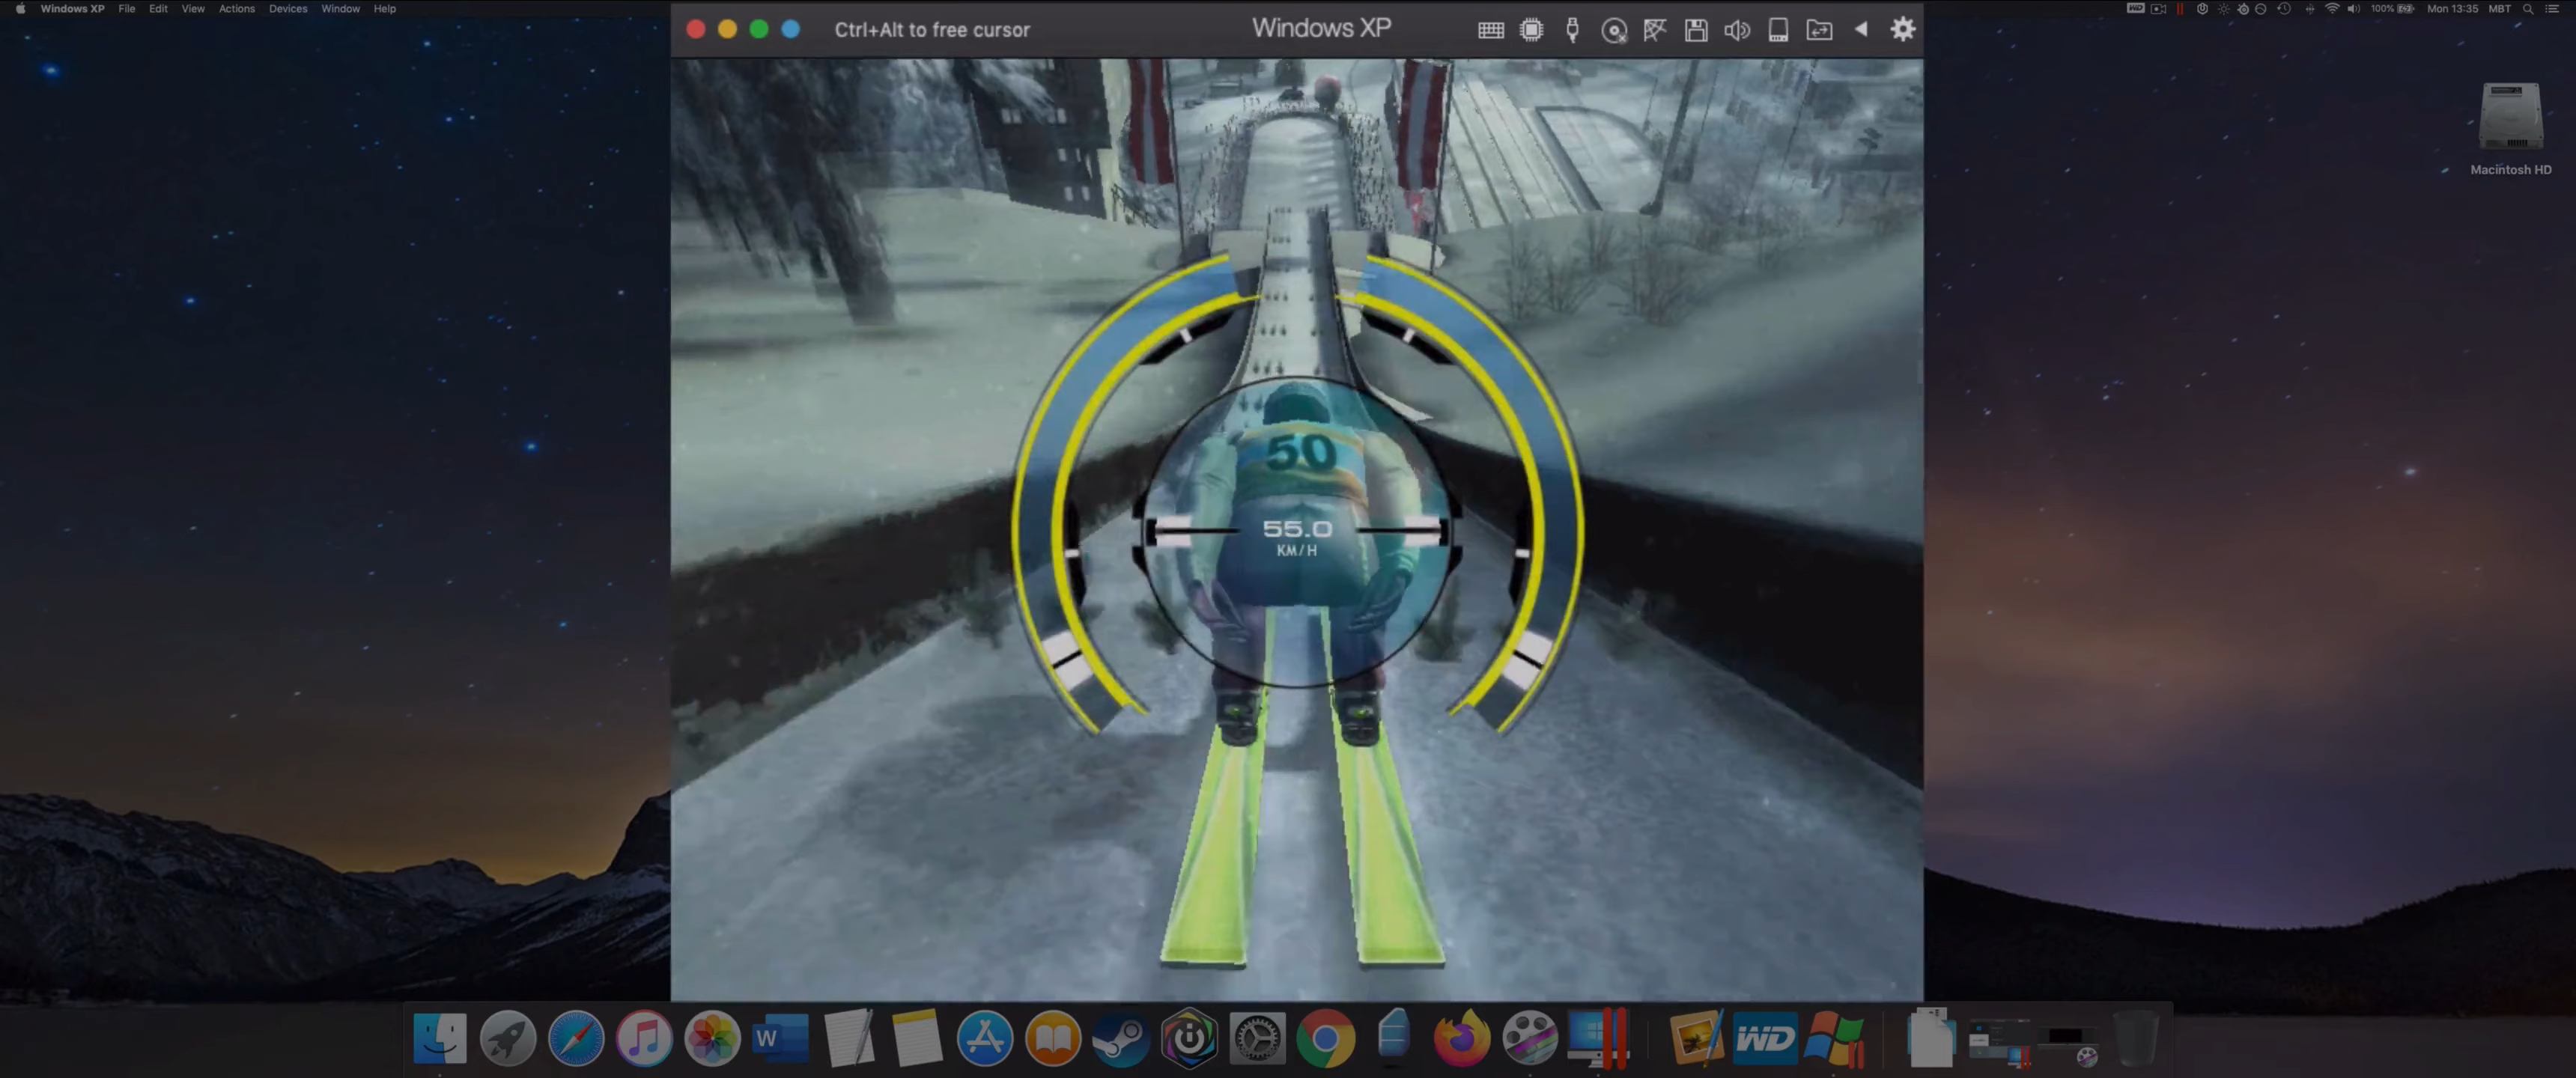 Windows XP File Edit View Actions Devices Window Help
100% Mon 13:35 MBT
Ctrl+Alt to free cursor Windows XP
Macintosh HD
50
55.0
KM/H
W
WD